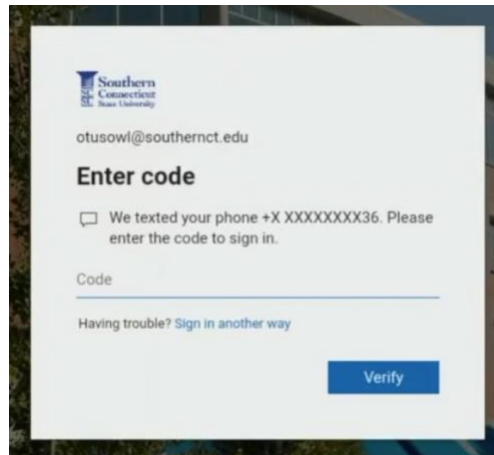 Southern
Connecticut
State University
otusowl@southernct.edu
Enter code
We texted your phone +X XXXXXXXX36. Please
enter the code to sign in.
Code
Having trouble? Sign in another way
Verify